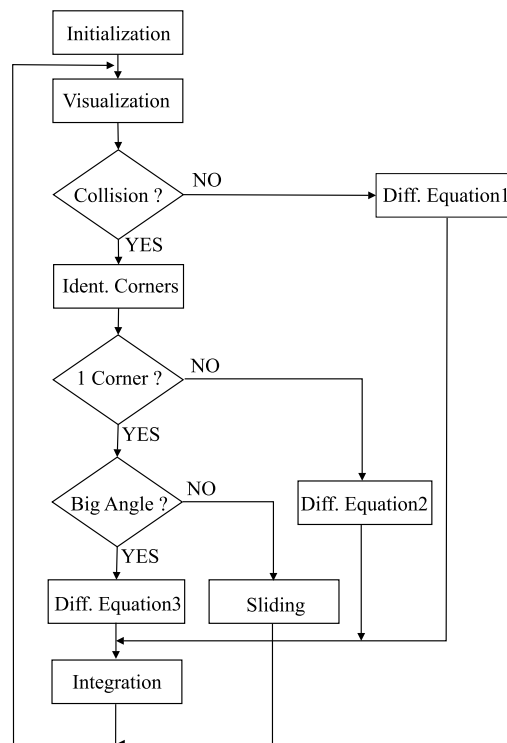 Initialization
Visualization
Collision ?
NO
Diff. Equation1
YES
Ident. Corners
1 Corner ?
NO
YES
Big Angle ?
NO
Diff. Equation2
YES
Diff. Equation3
Sliding
Integration